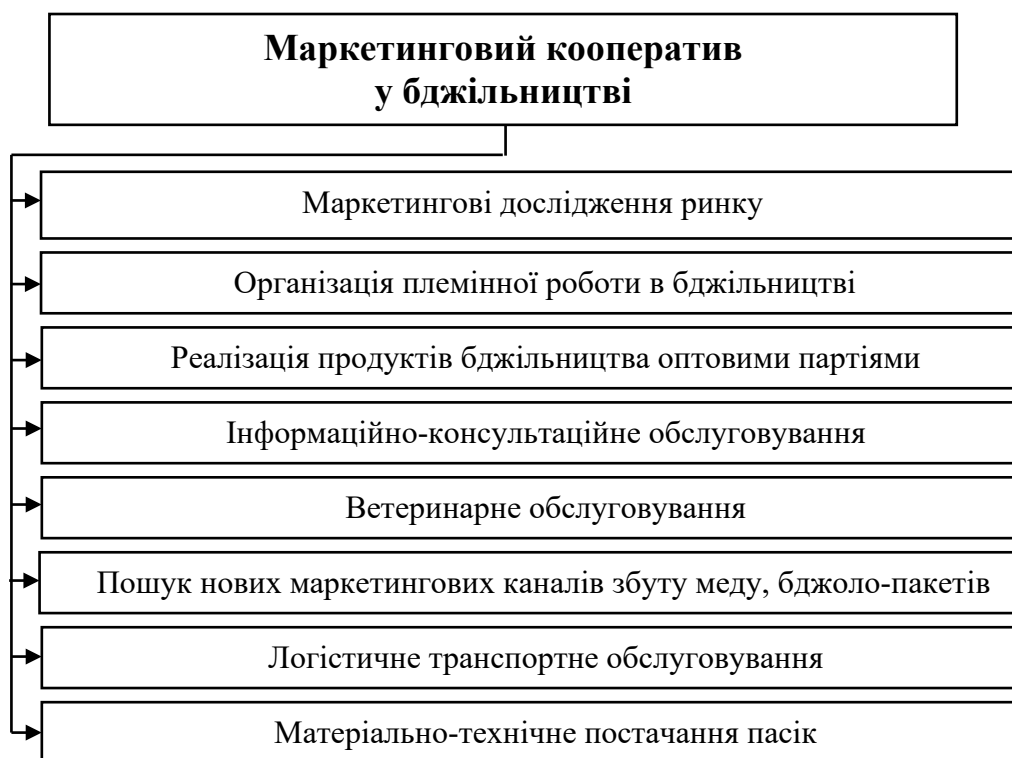 Маркетинговий кооператив
у бджільництві
Маркетингові дослідження ринку
Організація племінної роботи в бджільництві
Реалізація продуктів бджільництва оптовими партіями
Інформаційно-консультаційне обслуговування
Ветеринарне обслуговування
Пошук нових маркетингових каналів збуту меду, бджоло-пакетів
Логістичне транспортне обслуговування
Матеріально-технічне постачання пасік